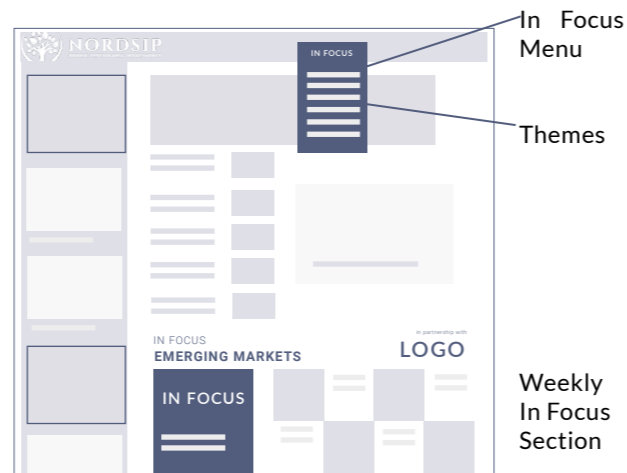 NORDSIP
IN FOCUS
In Focus
Menu
Themes
IN FOCUS
EMERGING MARKETS
in partnership with
LOGO
IN FOCUS
Weekly
In Focus
Section